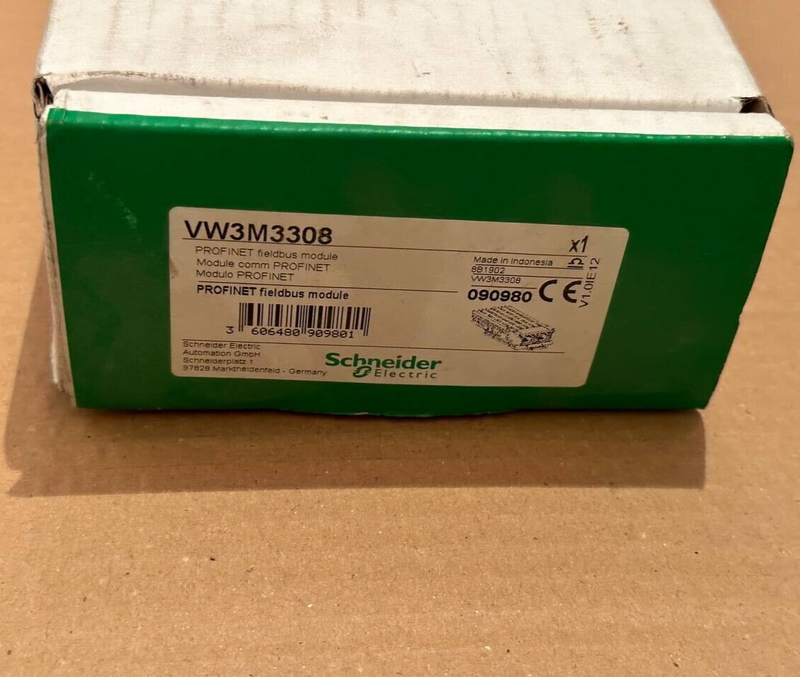 VW3M3308
PROFINET fieldbus module
Module comm PROFINET
Modulo PROFINET
PROFINET fieldbus module
3 606480 909801
Schneider Electric
Automation GmbH
Schneiderplatz 1
97828 Marktheidenfeld - Germany
x1
Made in Indonesia
8B1902
VW3M3308
090980 CE
V1.0IE12
Schneider
Electric